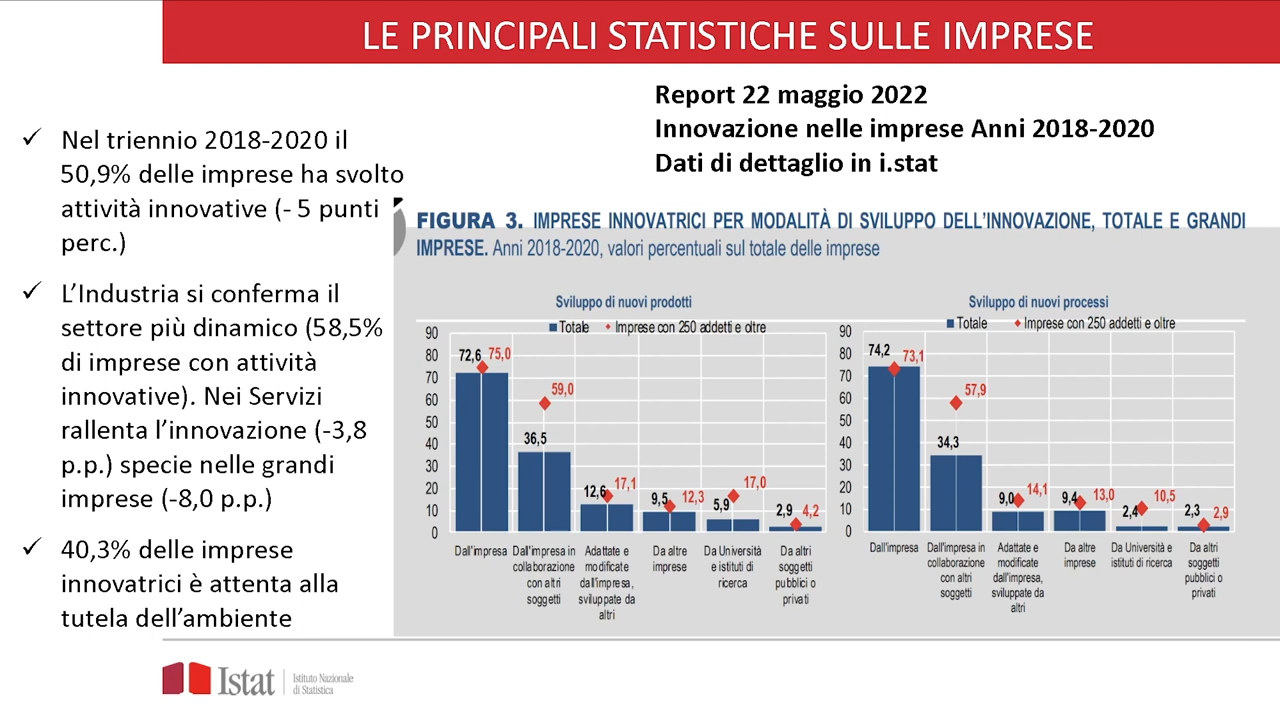 LE PRINCIPALI STATISTICHE SULLE IMPRESE
Report 22 maggio 2022
Innovazione nelle imprese Anni 2018-2020
Dati di dettaglio in i.stat
✓ Nel triennio 2018-2020 il
50,9% delle imprese ha svolto
attività innovative (- 5 punti
perc.)
✓ L’Industria si conferma il
settore più dinamico (58,5%
di imprese con attività
innovative). Nei Servizi
rallenta l’innovazione (-3,8
p.p.) specie nelle grandi
imprese (-8,0 p.p.)
✓ 40,3% delle imprese
innovatrici è attenta alla
tutela dell’ambiente
FIGURA 3. IMPRESE INNOVATRICI PER MODALITÀ DI SVILUPPO DELL’INNOVAZIONE, TOTALE E GRANDI
IMPRESE. Anni 2018-2020, valori percentuali sul totale delle imprese
Sviluppo di nuovi prodotti
Totale Imprese con 250 addetti e oltre
90
80
70
60
50
40
30
20
10
0
72,6 75,0
36,5 59,0
12,6 17,1
9,5 12,3
5,9 17,0
2,9 4,2
Dall'impresa
Dall'impresa in
collaborazione
con altri
soggetti
Adattate e
modificate
dall'impresa,
sviluppate da
altri
Da altre
imprese
Da Università
e istituti di
ricerca
Da altri
soggetti
pubblici o
privati
Sviluppo di nuovi processi
Totale Imprese con 250 addetti e oltre
90
80
70
60
50
40
30
20
10
0
74,2 73,1
34,3 57,9
9,0 14,1
9,4 13,0
2,4 10,5
2,3 2,9
Dall'impresa
Dall'impresa in
collaborazione
con altri
soggetti
Adattate e
modificate
dall'impresa,
sviluppate da
altri
Da altre
imprese
Da Università e
istituti di ricerca
Da altri
soggetti
pubblici o
privati
Istat
Istituto Nazionale
di Statistica